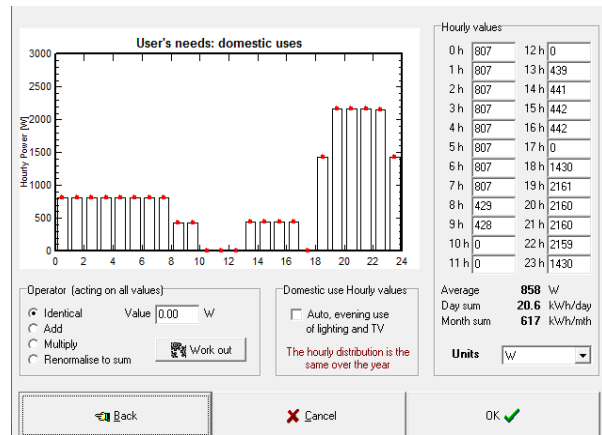 User's needs: domestic uses
Hourly Power [W]
3000
2500
2000
1500
1000
500
0
0 2 4 6 8 10 12 14 16 18 20 22 24
Hourly values
0 h 807 12 h 0
1 h 807 13 h 439
2 h 807 14 h 441
3 h 807 15 h 442
4 h 807 16 h 442
5 h 807 17 h 0
6 h 807 18 h 1430
7 h 807 19 h 2161
8 h 429 20 h 2160
9 h 428 21 h 2160
10 h 0 22 h 2159
11 h 0 23 h 1430
Average 858 W
Day sum 20.6 kWh/day
Month sum 617 kWh/mth
Units W
Operator (acting on all values)
Identical Value 0.00 W
Add
Multiply
Renormalise to sum
Work out
Domestic use Hourly values
Auto, evening use
of lighting and TV
The hourly distribution is the
same over the year
Back Cancel OK